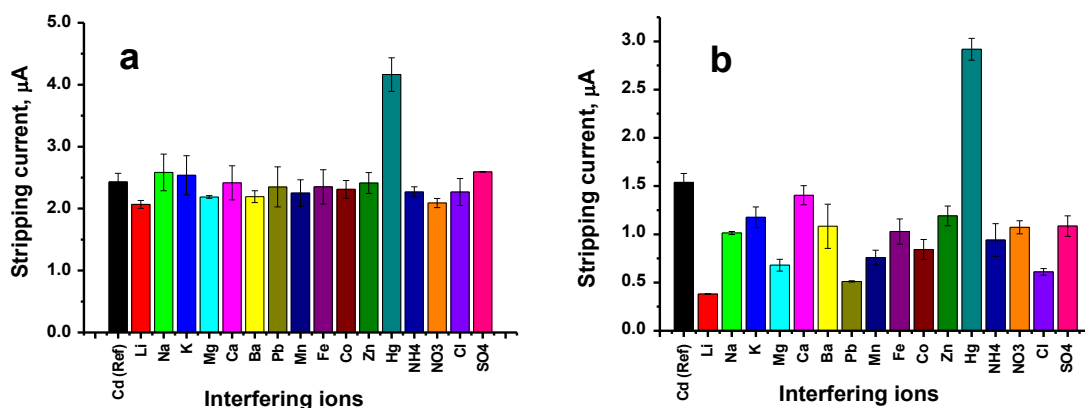 a
5.0
4.0
3.0
2.0
1.0
0.0
Stripping current, μA
Cd (Ref)
Li
Na
K
Mg
Ca
Ba
Pb
Mn
Fe
Co
Zn
Hg
NH4
NO3
Cl
SO4
Interfering ions
b
3.0
2.5
2.0
1.5
1.0
0.5
0.0
Stripping current, μA
Cd (Ref)
Li
Na
K
Mg
Ca
Ba
Pb
Mn
Fe
Co
Zn
Hg
NH4
NO3
Cl
SO4
Interfering ions